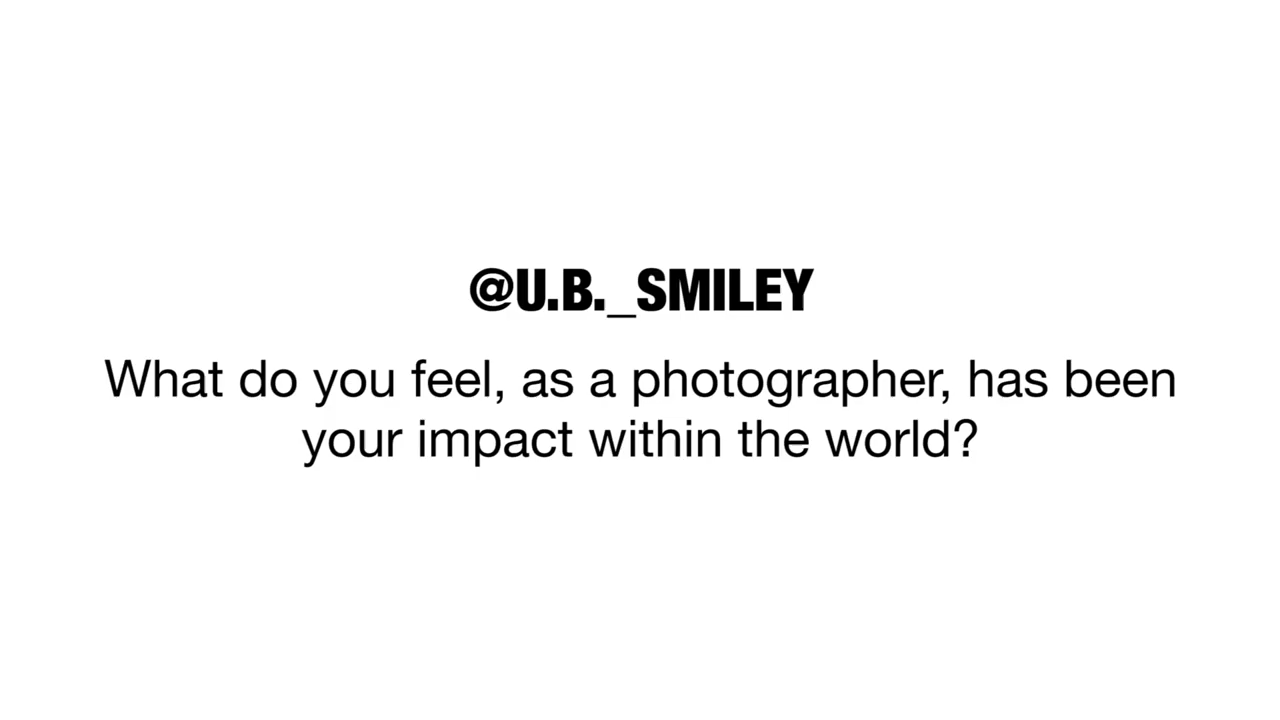 @U.B._SMILEY
What do you feel, as a photographer, has been
your impact within the world?